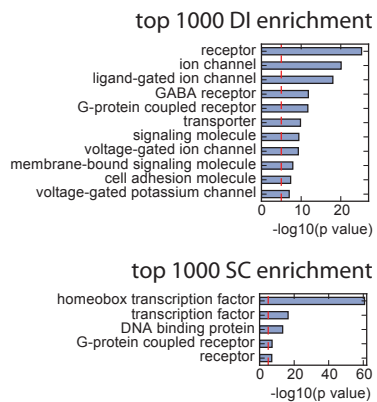 top 1000 DI enrichment
receptor
ion channel
ligand-gated ion channel
GABA receptor
G-protein coupled receptor
transporter
signaling molecule
voltage-gated ion channel
membrane-bound signaling molecule
cell adhesion molecule
voltage-gated potassium channel
0 10 20
-log10(p value)
top 1000 SC enrichment
homeobox transcription factor
transcription factor
DNA binding protein
G-protein coupled receptor
receptor
0 20 40 60
-log10(p value)